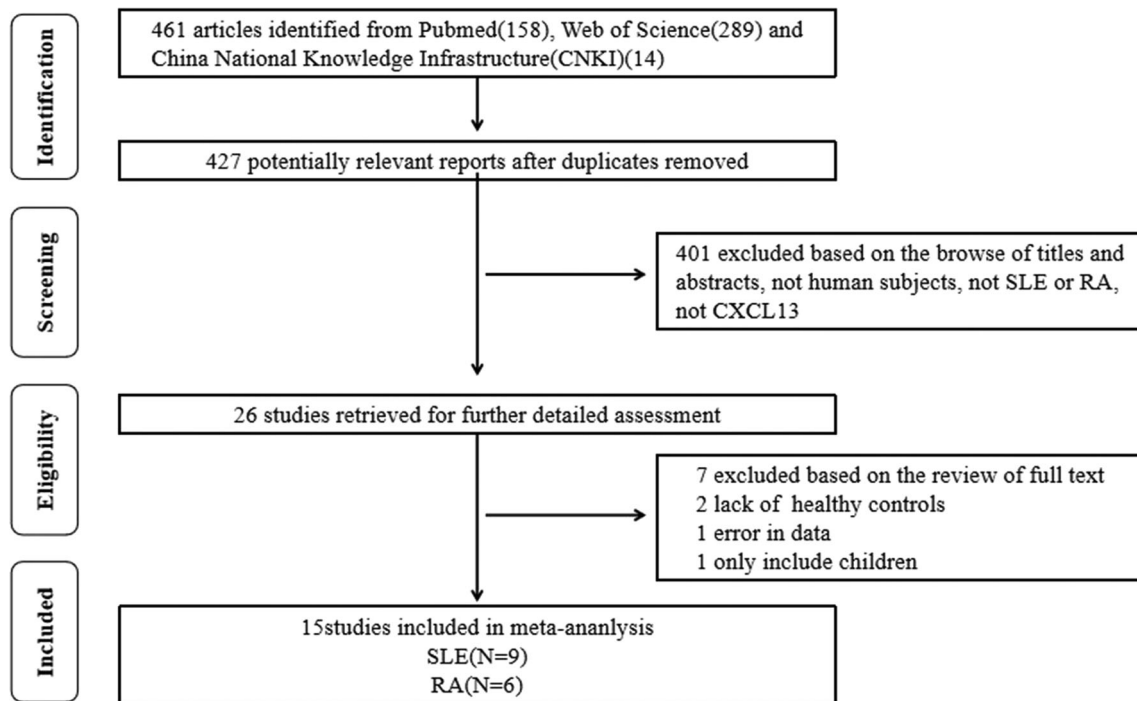 Identification
461 articles identified from Pubmed(158), Web of Science(289) and
China National Knowledge Infrastructure(CNKI)(14)
427 potentially relevant reports after duplicates removed
Screening
401 excluded based on the browse of titles and
abstracts, not human subjects, not SLE or RA,
not CXCL13
Eligibility
26 studies retrieved for further detailed assessment
7 excluded based on the review of full text
2 lack of healthy controls
1 error in data
1 only include children
Included
15studies included in meta-ananlysis
SLE(N=9)
RA(N=6)